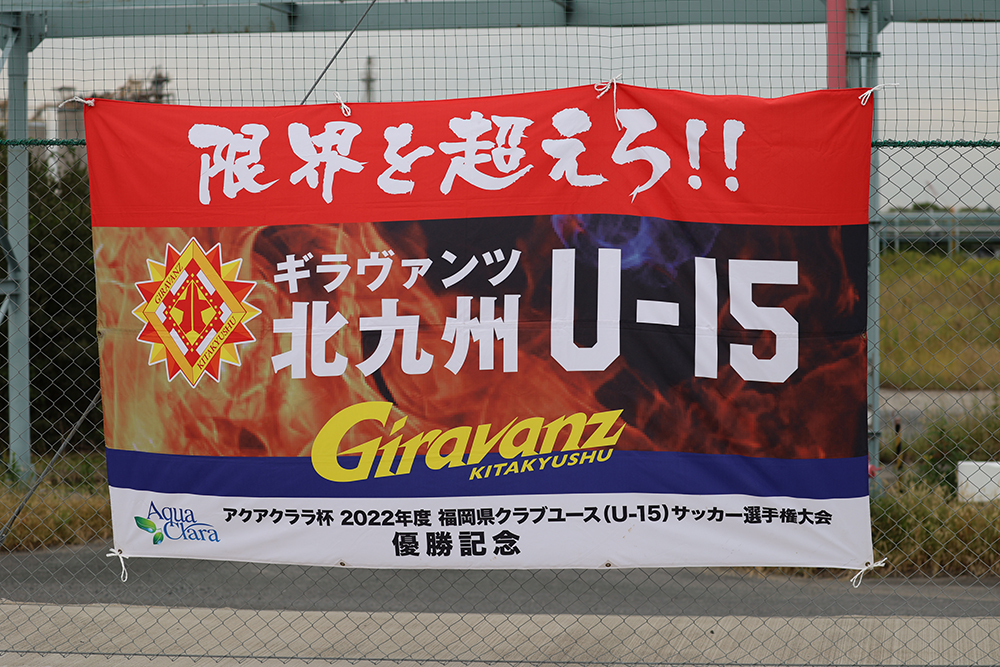 限界を超えろ!!
GIRAVANZ
KITAKYUSHU
ギラヴァンツ
北九州 U-15
Giravanz
KITAKYUSHU
Aqua Clara
アクアクララ杯 2022年度 福岡県クラブユース(U-15)サッカー選手権大会
優勝記念